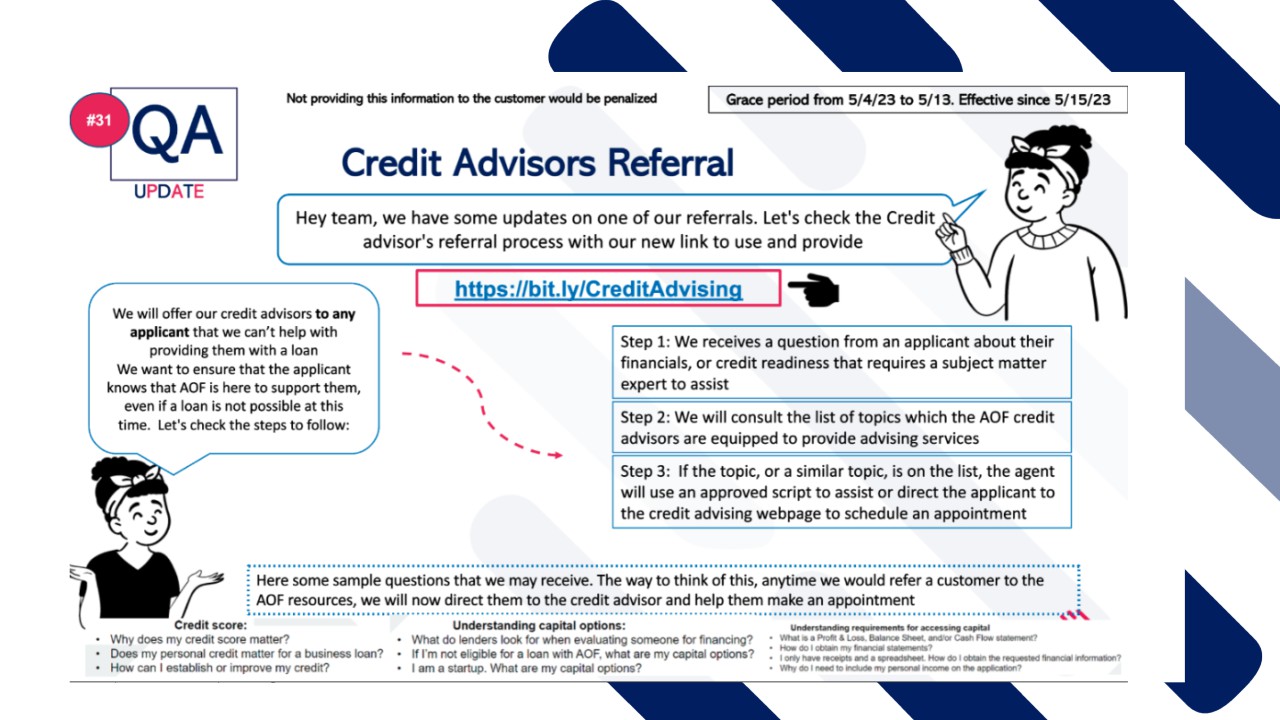 #31
QA
UPDATE
Not providing this information to the customer would be penalized
Grace period from 5/4/23 to 5/13. Effective since 5/15/23
Credit Advisors Referral
Hey team, we have some updates on one of our referrals. Let's check the Credit
advisor's referral process with our new link to use and provide
https://bit.ly/CreditAdvising
We will offer our credit advisors to any
applicant that we can't help with
providing them with a loan
We want to ensure that the applicant
knows that AOF is here to support them,
even if a loan is not possible at this
time. Let's check the steps to follow:
Step 1: We receives a question from an applicant about their
financials, or credit readiness that requires a subject matter
expert to assist
Step 2: We will consult the list of topics which the AOF credit
advisors are equipped to provide advising services
Step 3: If the topic, or a similar topic, is on the list, the agent
will use an approved script to assist or direct the applicant to
the credit advising webpage to schedule an appointment
Here some sample questions that we may receive. The way to think of this, anytime we would refer a customer to the
AOF resources, we will now direct them to the credit advisor and help them make an appointment
Credit score:
• Why does my credit score matter?
• Does my personal credit matter for a business loan?
• How can I establish or improve my credit?
Understanding capital options:
• What do lenders look for when evaluating someone for financing?
• If I'm not eligible for a loan with AOF, what are my capital options?
• I am a startup. What are my capital options?
Understanding requirements for accessing capital
• What is a Profit & Loss, Balance Sheet, and/or Cash Flow statement?
• How do I obtain my financial statements?
• I only have receipts and a spreadsheet. How do I obtain the requested financial information?
• Why do I need to include my personal income on the application?